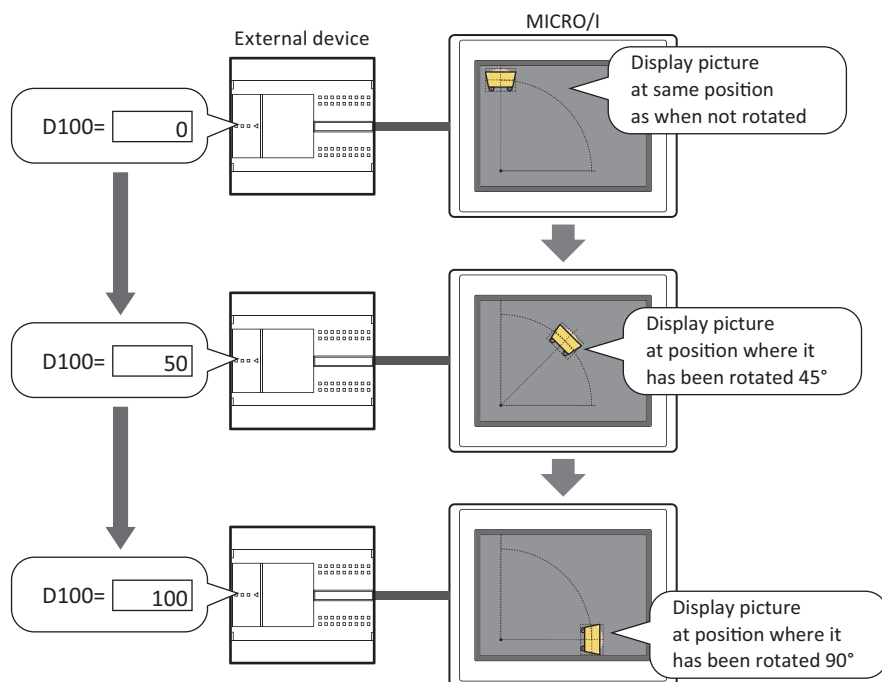 External device
MICRO/I
D100= 0
Display picture
at same position
as when not rotated
D100= 50
Display picture
at position where it
has been rotated 45°
D100= 100
Display picture
at position where it
has been rotated 90°